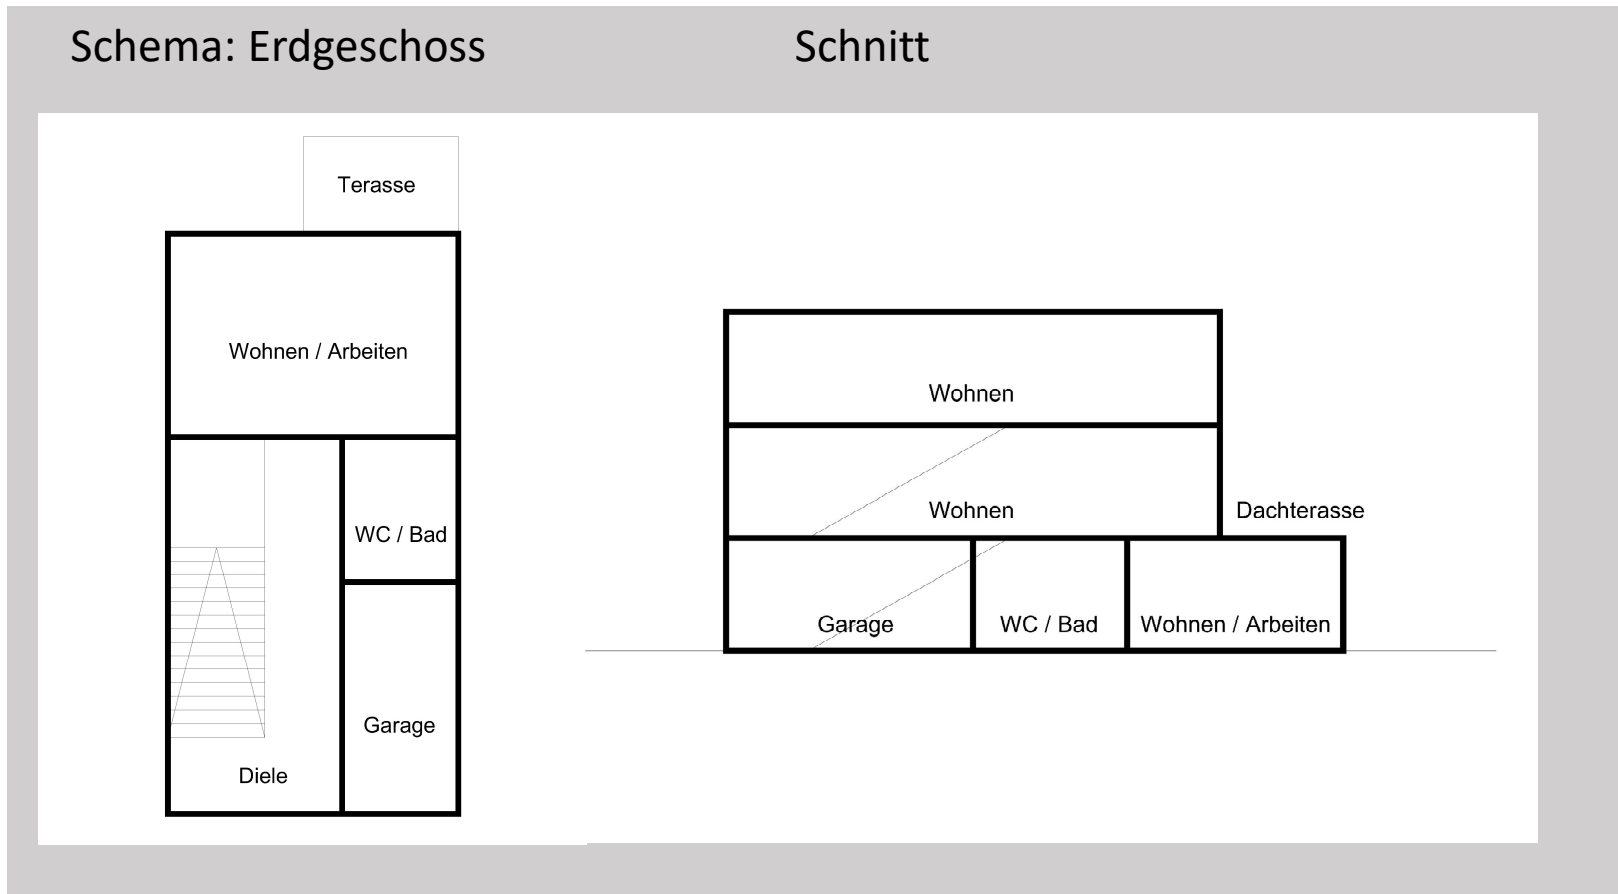 Schema: Erdgeschoss
Schnitt
Terasse
Wohnen / Arbeiten
WC / Bad
Garage
Diele
Wohnen
Wohnen
Dachterasse
Garage
WC / Bad
Wohnen / Arbeiten